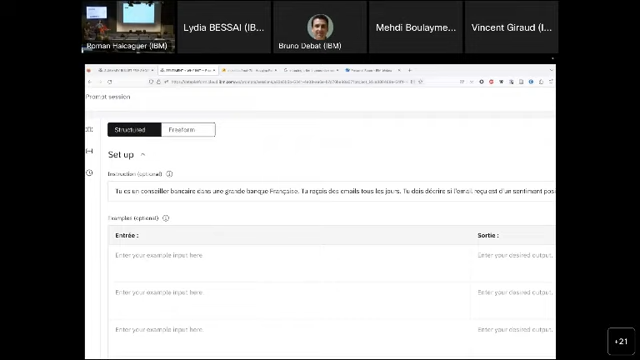 Roman Haicaguer (IBM)
Lydia BESSAI (IB...
Bruno Debat (IBM)
Mehdi Boulayme...
Vincent Giraud (I...
Prompt session
Structured
Freeform
Set up
Instruction (optional)
Tu es un conseiller bancaire dans une grande banque Française. Tu reçois des emails tous les jours. Tu dois décrire si l'email reçu est d'un sentiment pos
Examples (optional)
Entrée :
Sortie :
Enter your example input here
Enter your desired output.
Enter your example input here
Enter your desired output.
Enter your example input here
Enter your desired output.
+21